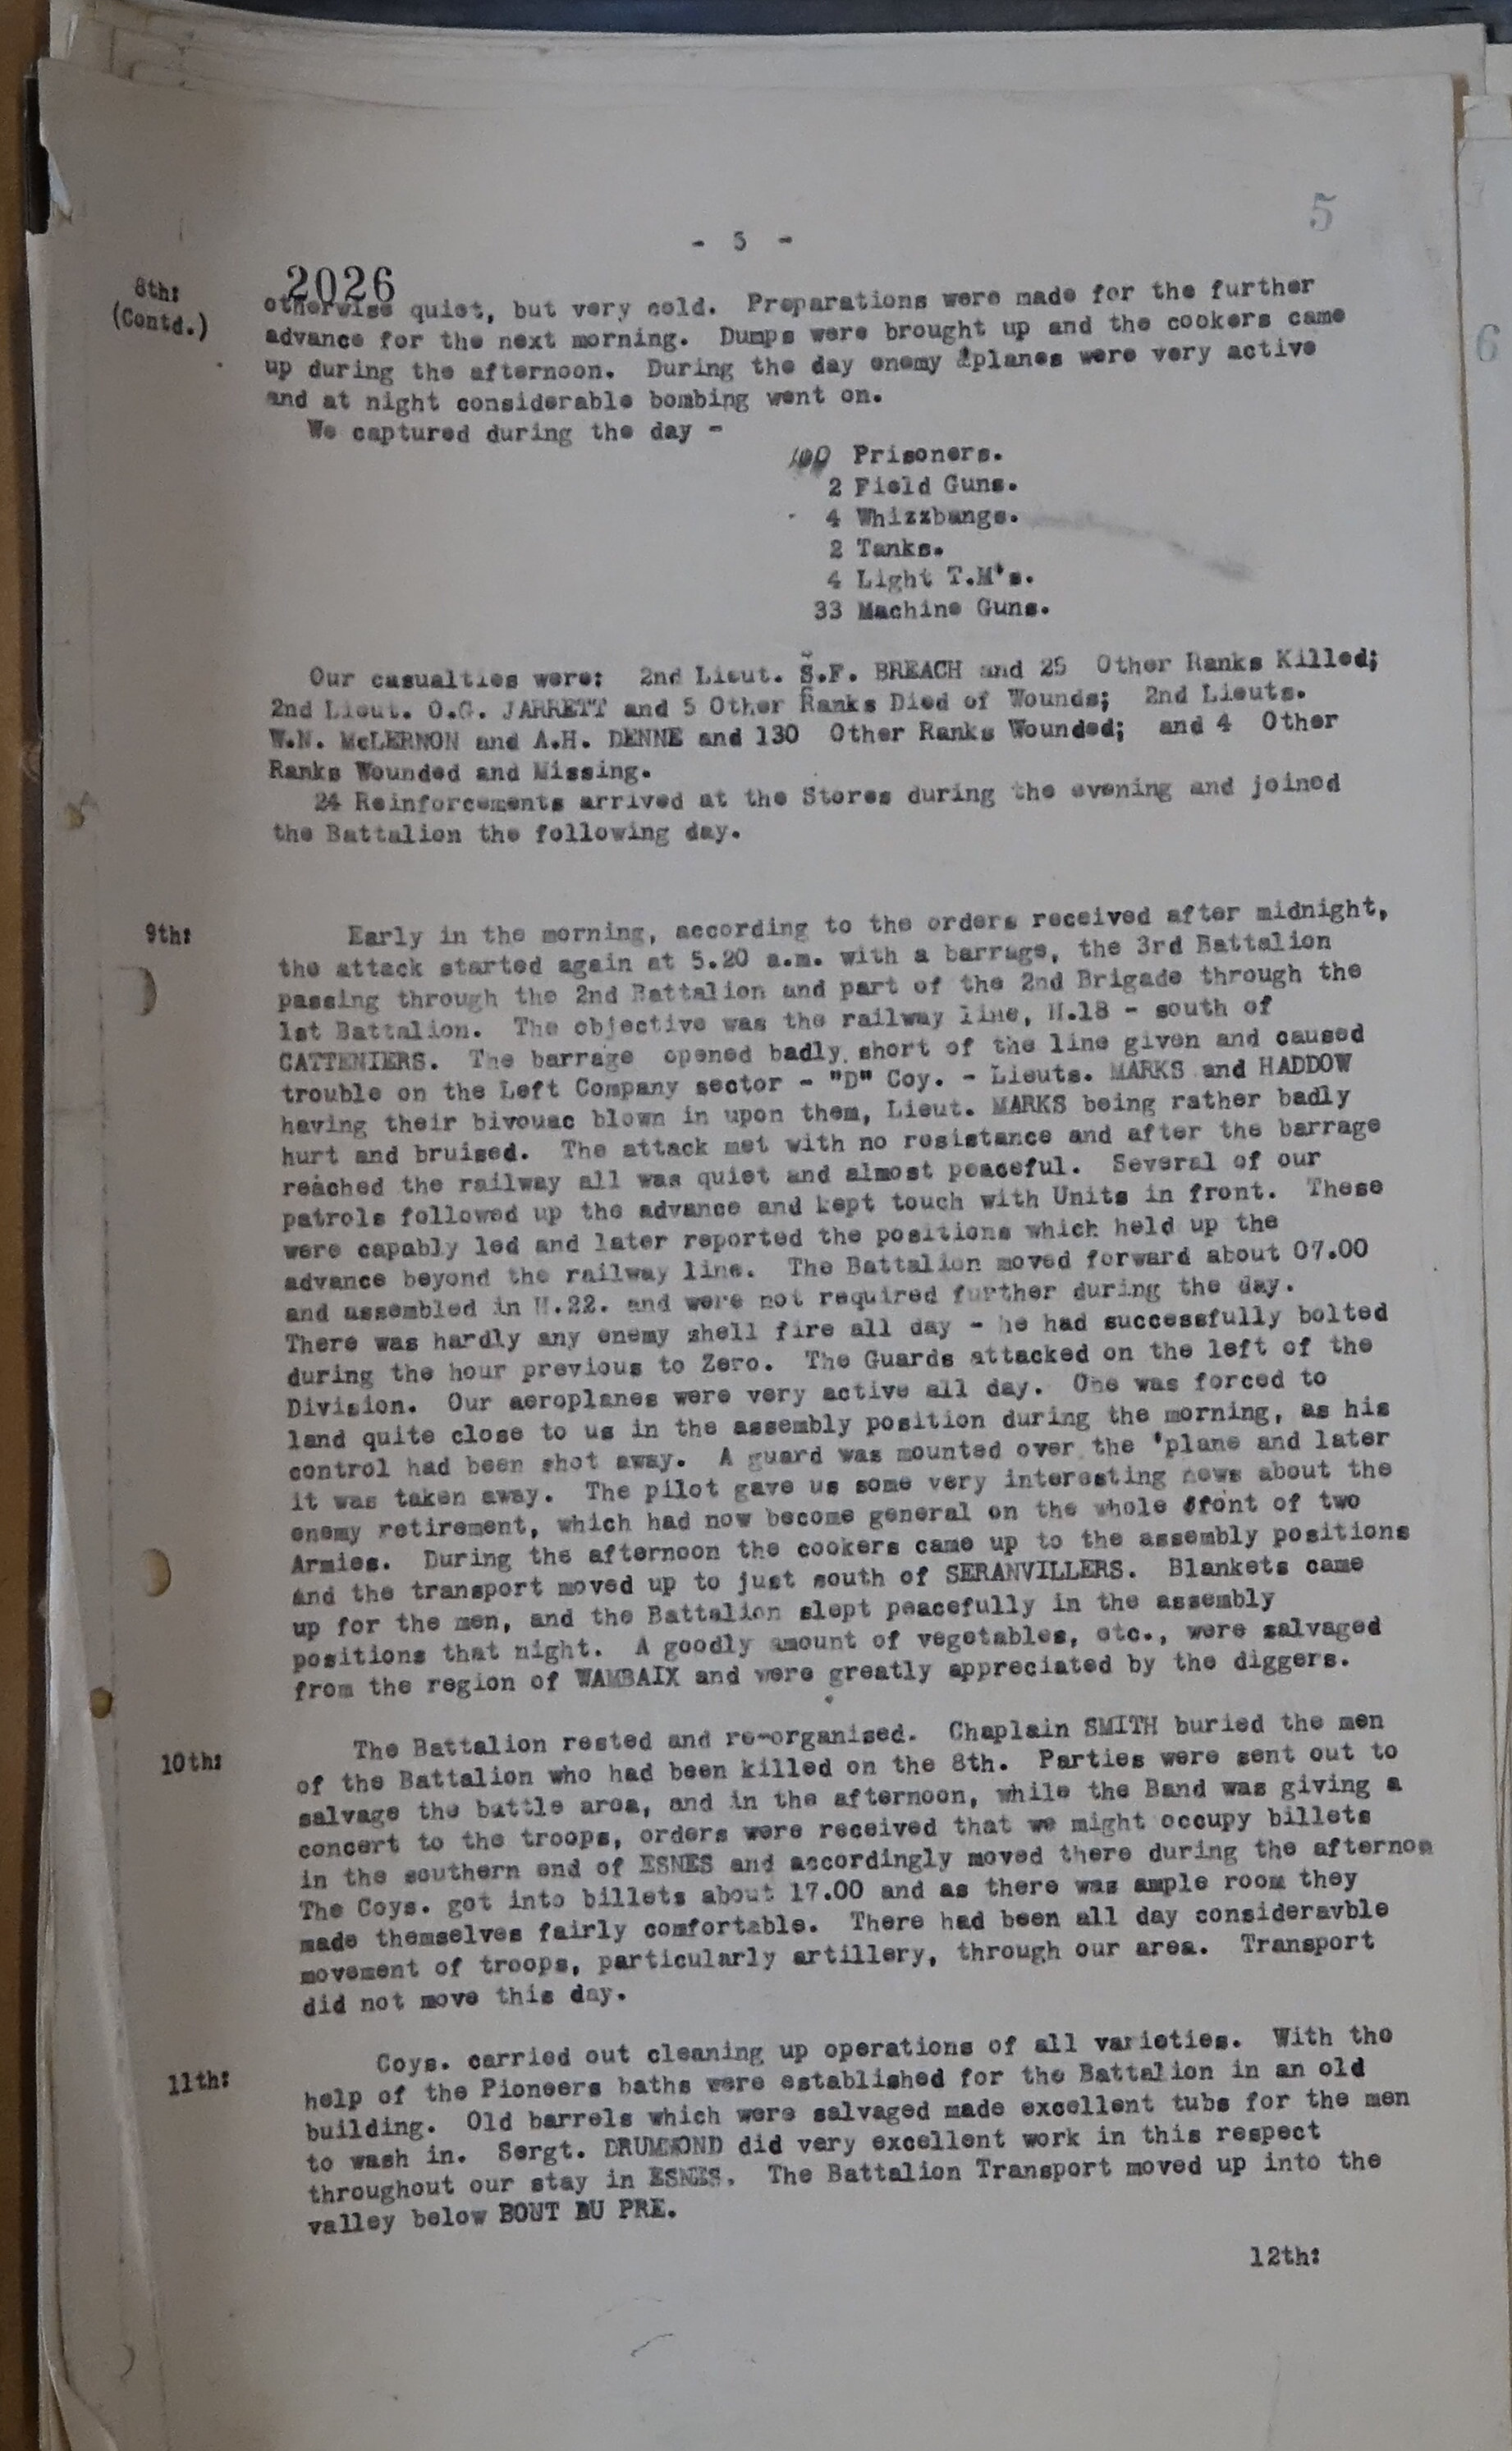 5
- 5 -
2026
8th:
(Contd.)
otherwise quiet, but very cold. Preparations were made for the further
advance for the next morning. Dumps were brought up and the cookers came
up during the afternoon. During the day enemy 'planes were very active
and at night considerable bombing went on.
We captured during the day -
100 Prisoners.
2 Field Guns.
4 Whizzbangs.
2 Tanks.
4 Light T.M's.
33 Machine Guns.
Our casualties were: 2nd Lieut. S.F. BREACH and 25 Other Ranks Killed;
2nd Lieut. O.G. JARRETT and 5 Other Ranks Died of Wounds; 2nd Lieuts.
W.N. McLERNON and A.H. DENNE and 130 Other Ranks Wounded; and 4 Other
Ranks Wounded and Missing.
24 Reinforcements arrived at the Stores during the evening and joined
the Battalion the following day.
9th:
Early in the morning, according to the orders received after midnight,
the attack started again at 5.20 a.m. with a barrage, the 3rd Battalion
passing through the 2nd Battalion and part of the 2nd Brigade through the
1st Battalion. The objective was the railway line, H.18 - south of
CATTENIERS. The barrage opened badly short of the line given and caused
trouble on the Left Company sector - "D" Coy. - Lieuts. MARKS and HADDOW
having their bivouac blown in upon them, Lieut. MARKS being rather badly
hurt and bruised. The attack met with no resistance and after the barrage
reached the railway all was quiet and almost peaceful. Several of our
patrols followed up the advance and kept touch with Units in front. These
were capably led and later reported the positions which held up the
advance beyond the railway line. The Battalion moved forward about 07.00
and assembled in H.22. and were not required further during the day.
There was hardly any enemy shell fire all day - he had successfully bolted
during the hour previous to Zero. The Guards attacked on the left of the
Division. Our aeroplanes were very active all day. One was forced to
land quite close to us in the assembly position during the morning, as his
control had been shot away. A guard was mounted over the 'plane and later
it was taken away. The pilot gave us some very interesting news about the
enemy retirement, which had now become general on the whole front of two
Armies. During the afternoon the cookers came up to the assembly positions
and the transport moved up to just south of SERANVILLERS. Blankets came
up for the men, and the Battalion slept peacefully in the assembly
positions that night. A goodly amount of vegetables, etc., were salvaged
from the region of WAMBAIX and were greatly appreciated by the diggers.
10th:
The Battalion rested and re-organised. Chaplain SMITH buried the men
of the Battalion who had been killed on the 8th. Parties were sent out to
salvage the battle area, and in the afternoon, while the Band was giving a
concert to the troops, orders were received that we might occupy billets
in the southern end of ESNES and accordingly moved there during the afternoo
The Coys. got into billets about 17.00 and as there was ample room they
made themselves fairly comfortable. There had been all day consideravble
movement of troops, particularly artillery, through our area. Transport
did not move this day.
11th:
Coys. carried out cleaning up operations of all varieties. With the
help of the Pioneers baths were established for the Battalion in an old
building. Old barrels which were salvaged made excellent tubs for the men
to wash in. Sergt. DRUMMOND did very excellent work in this respect
throughout our stay in ESNES. The Battalion Transport moved up into the
valley below BOUT DU PRE.
12th:
6